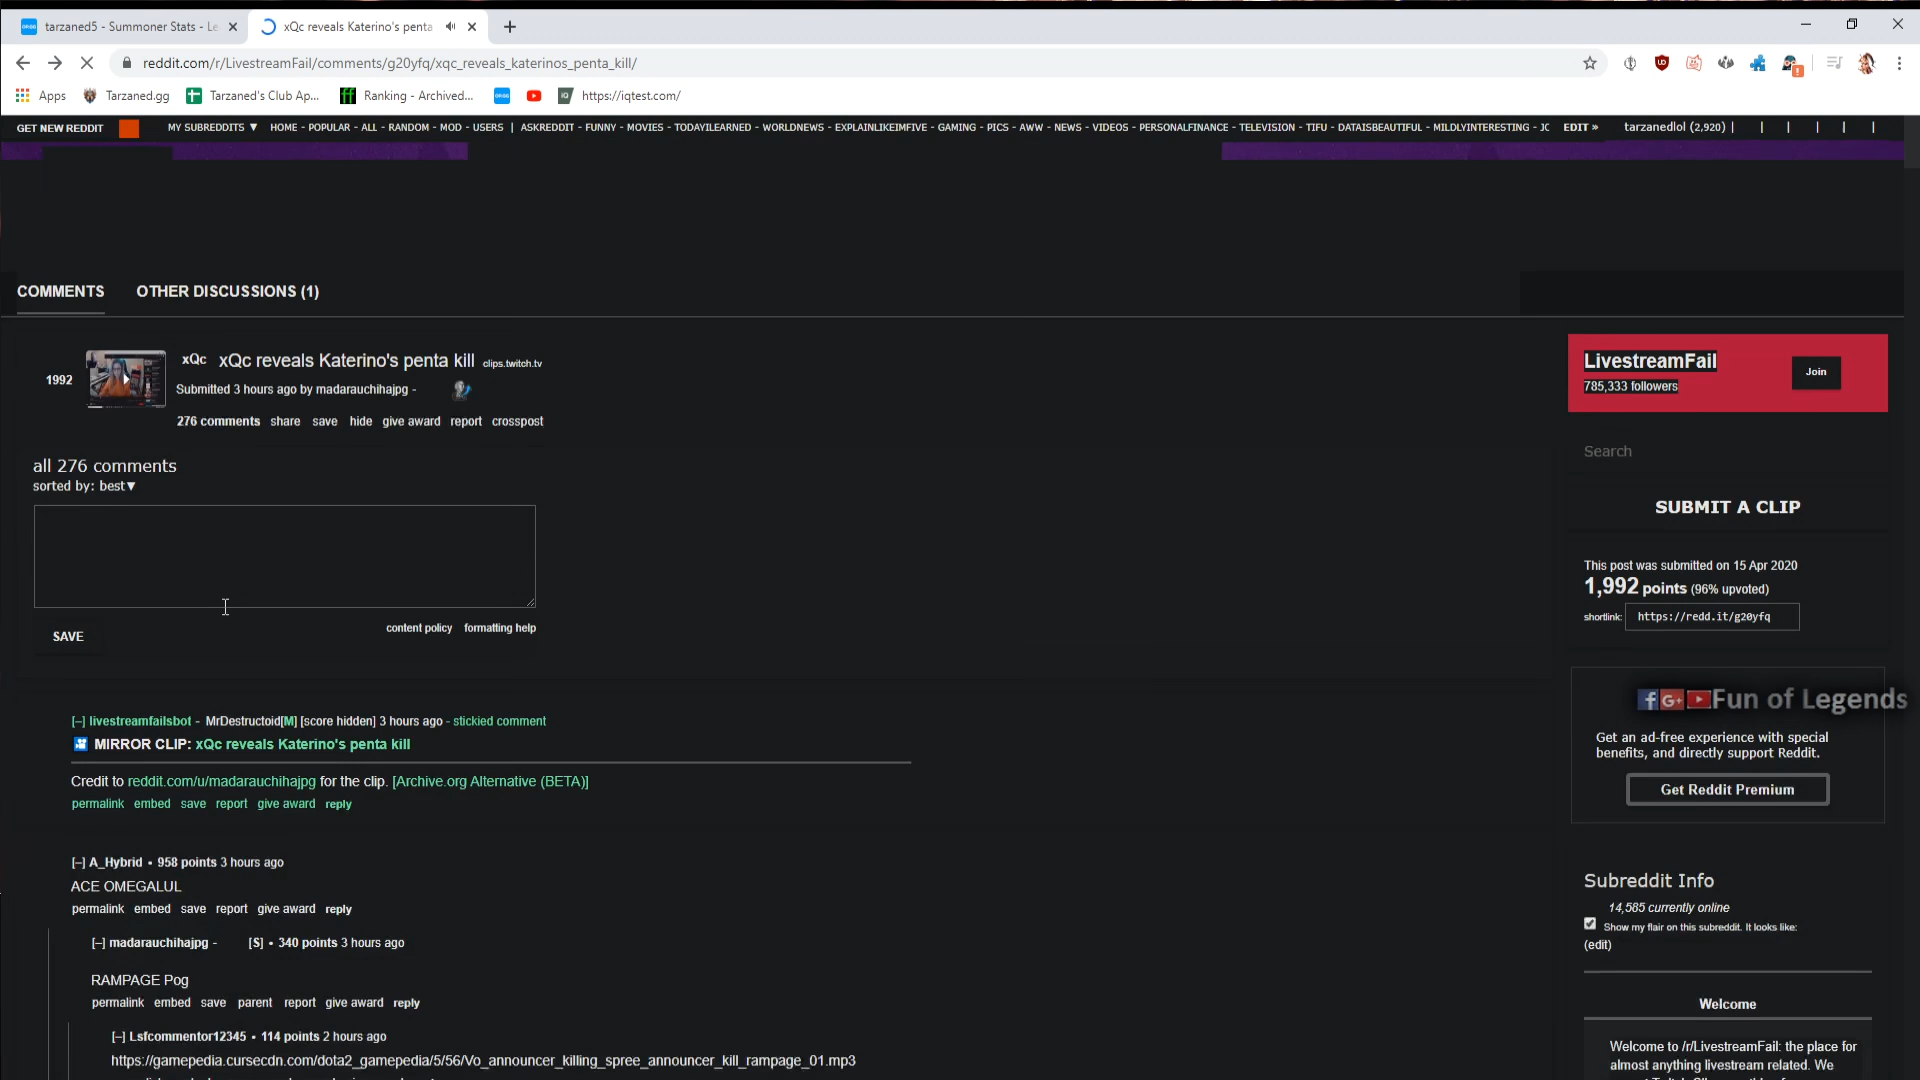 tarzaned5 - Summoner Stats - Le
xQc reveals Katerino's penta
reddit.com/r/LivestreamFail/comments/g20yfq/xqc_reveals_katerinos_penta_kill/
Apps
Tarzaned.gg
Tarzaned's Club Ap...
Ranking - Archived...
https://iqtest.com/
GET NEW REDDIT
MY SUBREDDITS ▼ HOME - POPULAR - ALL - RANDOM - MOD - USERS | ASKREDDIT - FUNNY - MOVIES - TODAYILEARNED - WORLDNEWS - EXPLAINLIKEIMFIVE - GAMING - PICS - AWW - NEWS - VIDEOS - PERSONALFINANCE - TELEVISION - TIFU - DATAISBEAUTIFUL - MILDLYINTERESTING - JC EDIT »
tarzanedlol (2,920) | | | | | |
COMMENTS
OTHER DISCUSSIONS (1)
1992
xQc xQc reveals Katerino's penta kill clips.twitch.tv
Submitted 3 hours ago by madarauchihajpg -
276 comments share save hide give award report crosspost
all 276 comments
sorted by: best▼
SAVE
content policy formatting help
[–] livestreamfailsbot - MrDestructoid[M] [score hidden] 3 hours ago - stickied comment
MIRROR CLIP: xQc reveals Katerino's penta kill
Credit to reddit.com/u/madarauchihajpg for the clip. [Archive.org Alternative (BETA)]
permalink embed save report give award reply
[–] A_Hybrid • 958 points 3 hours ago
ACE OMEGALUL
permalink embed save report give award reply
[–] madarauchihajpg - [S] • 340 points 3 hours ago
RAMPAGE Pog
permalink embed save parent report give award reply
[–] Lsfcommentor12345 • 114 points 2 hours ago
https://gamepedia.cursecdn.com/dota2_gamepedia/5/56/Vo_announcer_killing_spree_announcer_kill_rampage_01.mp3
LivestreamFail
785,333 followers
Join
Search
SUBMIT A CLIP
This post was submitted on 15 Apr 2020
1,992 points (96% upvoted)
shortlink: https://redd.it/g20yfq
Fun of Legends
Get an ad-free experience with special
benefits, and directly support Reddit.
Get Reddit Premium
Subreddit Info
14,585 currently online
Show my flair on this subreddit. It looks like:
(edit)
Welcome
Welcome to /r/LivestreamFail: the place for
almost anything livestream related. We